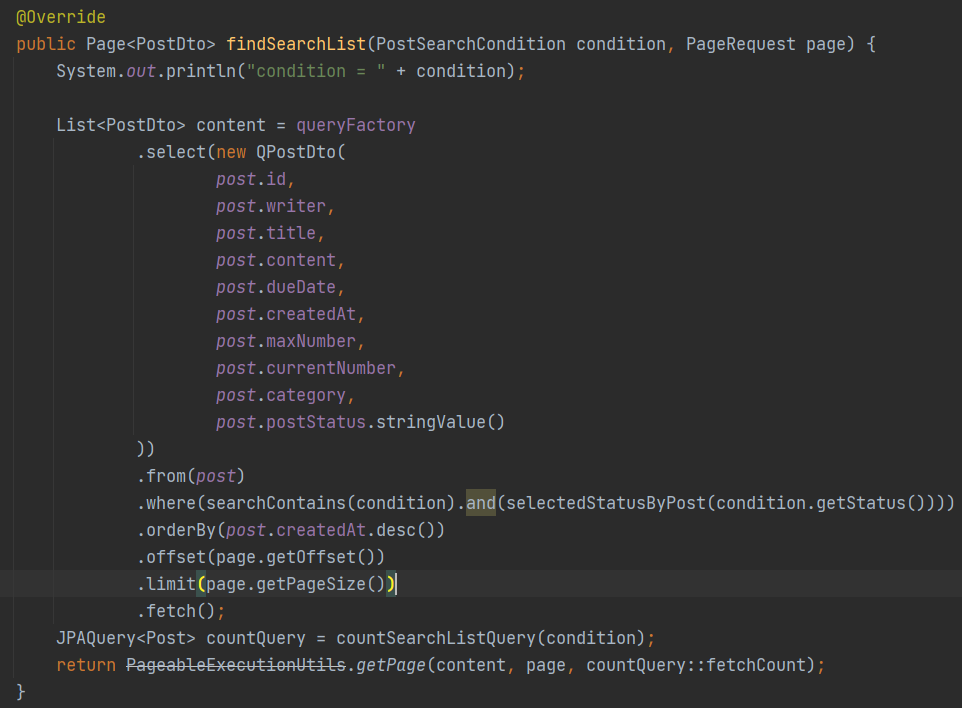 @Override
public Page<PostDto> findSearchList(PostSearchCondition condition, PageRequest page) {
    System.out.println("condition = " + condition);

    List<PostDto> content = queryFactory
            .select(new QPostDto(
                    post.id,
                    post.writer,
                    post.title,
                    post.content,
                    post.dueDate,
                    post.createdAt,
                    post.maxNumber,
                    post.currentNumber,
                    post.category,
                    post.postStatus.stringValue()
            ))
            .from(post)
            .where(searchContains(condition).and(selectedStatusByPost(condition.getStatus())))
            .orderBy(post.createdAt.desc())
            .offset(page.getOffset())
            .limit(page.getPageSize())
            .fetch();
    JPAQuery<Post> countQuery = countSearchListQuery(condition);
    return PageableExecutionUtils.getPage(content, page, countQuery::fetchCount);
}